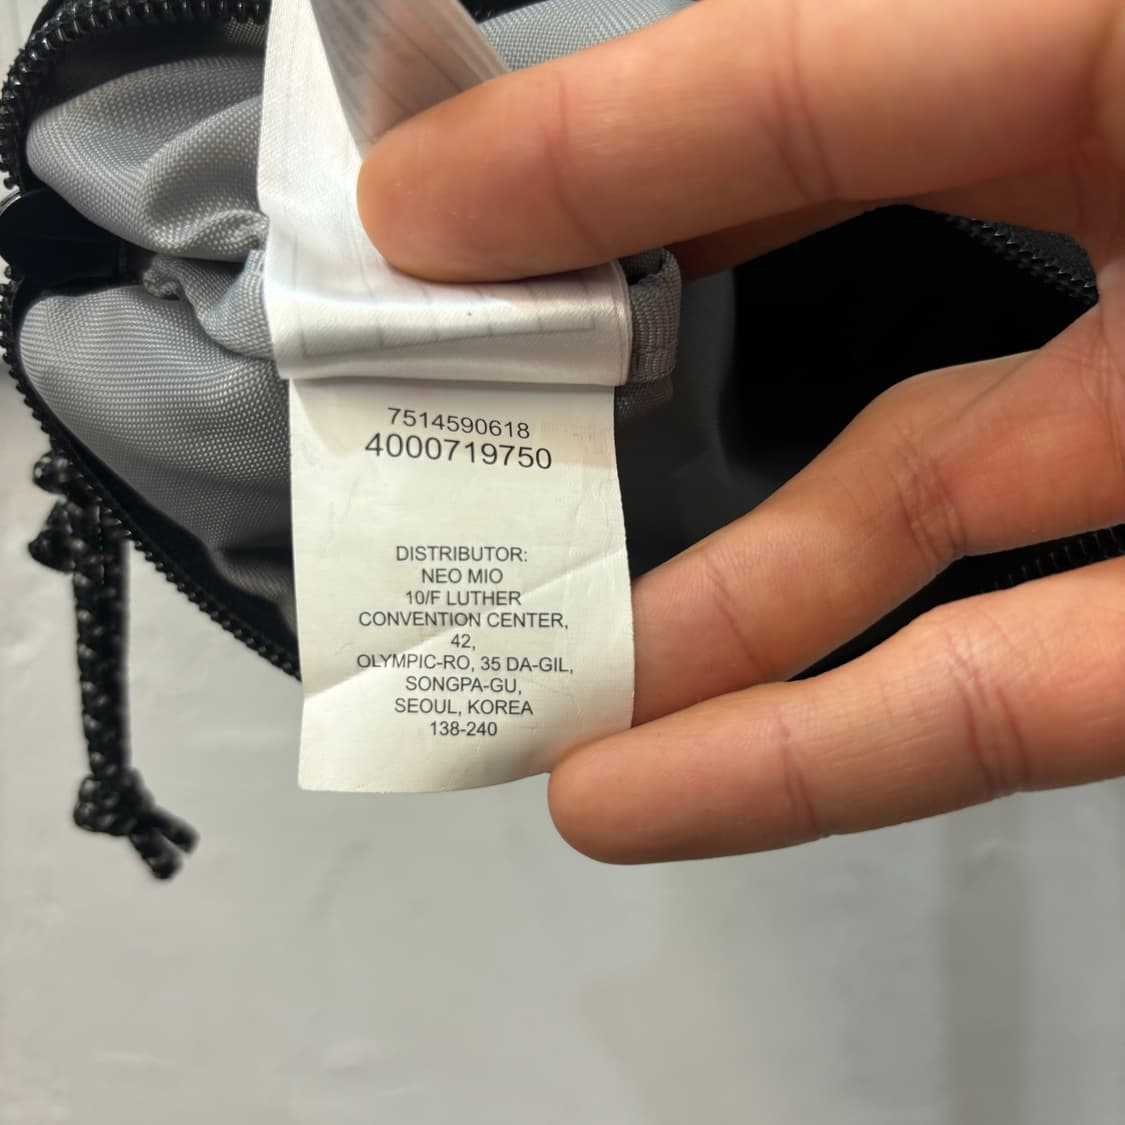 7514590618
4000719750
DISTRIBUTOR:
NEO MIO
10/F LUTHER
CONVENTION CENTER,
42,
OLYMPIC-RO, 35 DA-GIL,
SONGPA-GU,
SEOUL, KOREA
138-240